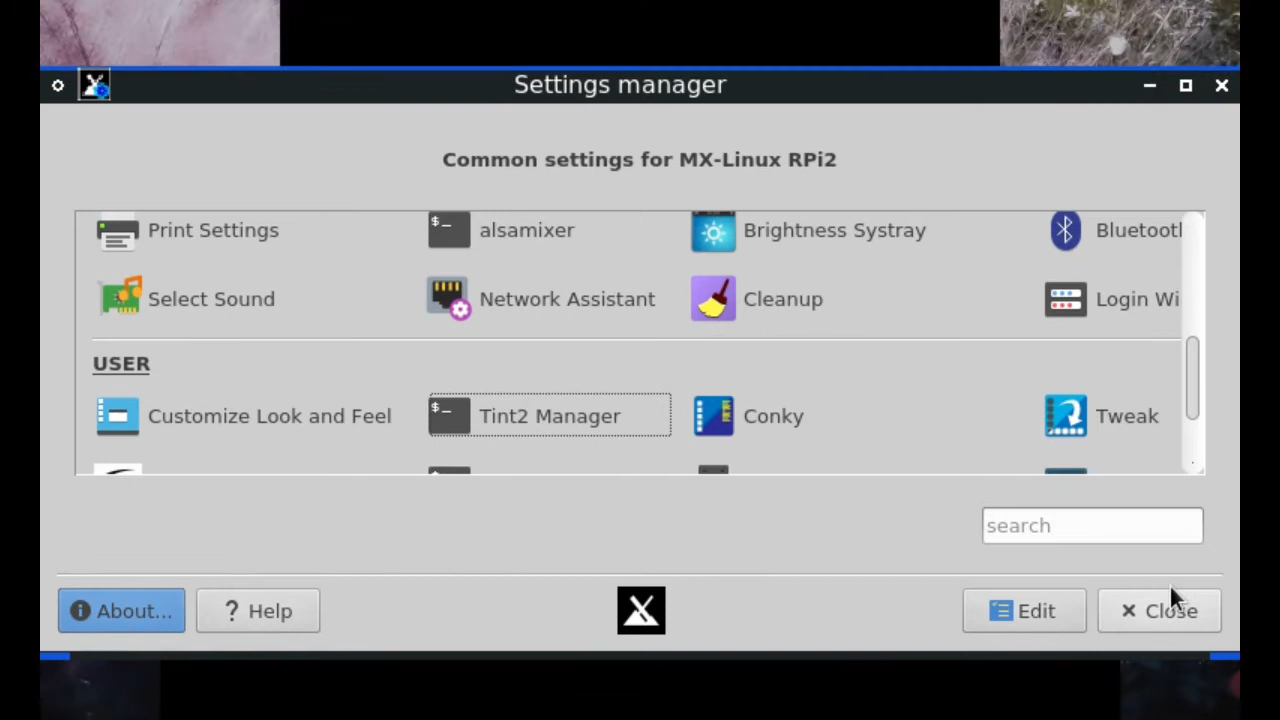 Settings manager
Common settings for MX-Linux RPi2
Print Settings
alsamixer
Brightness Systray
Bluetooth
Select Sound
Network Assistant
Cleanup
Login Wi
USER
Customize Look and Feel
$_ Tint2 Manager
Conky
Tweak
search
About...
? Help
Edit
Close